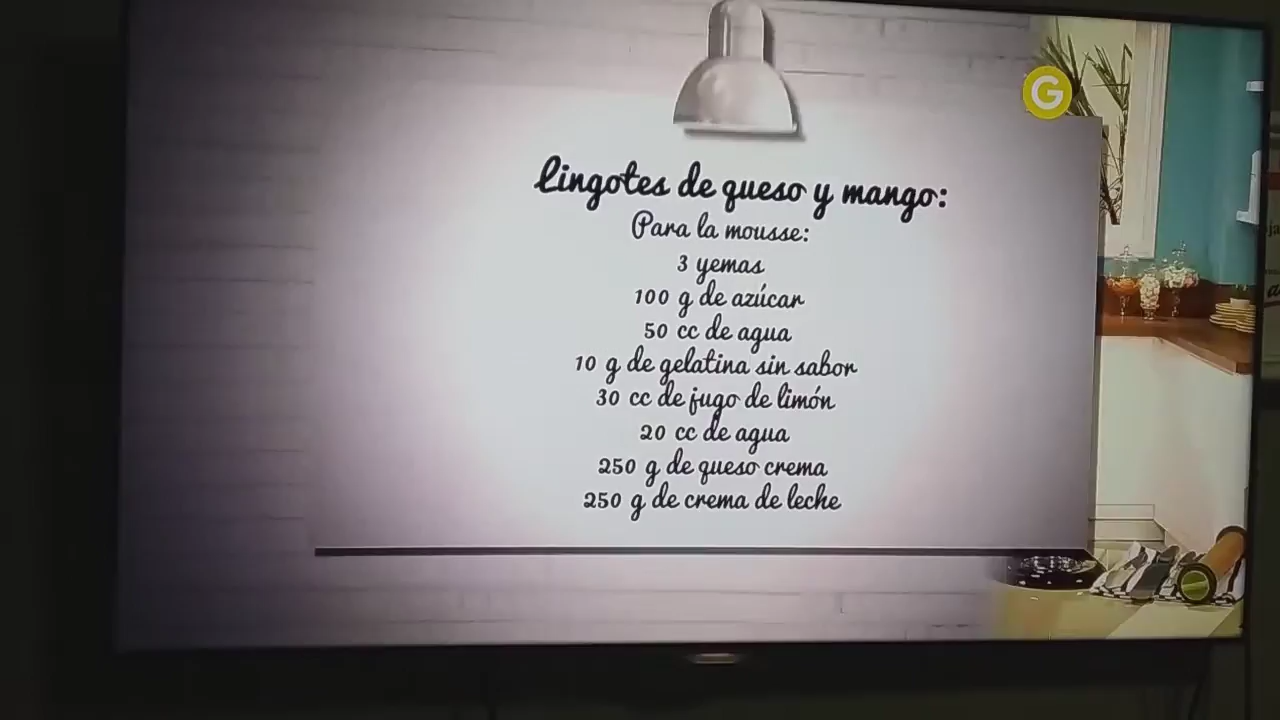 G
Lingotes de queso y mango:
Para la mousse:
3 yemas
100 g de azúcar
50 cc de agua
10 g de gelatina sin sabor
30 cc de jugo de limón
20 cc de agua
250 g de queso crema
250 g de crema de leche